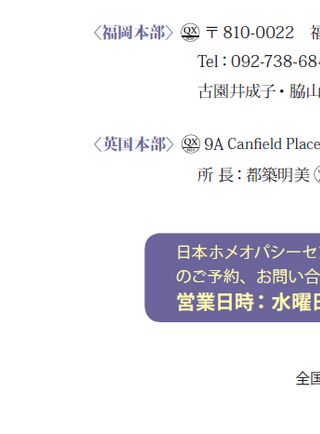 〈福岡本部〉 QX 〒810-0022
Tel：092-738-68
古園井成子・脇山
〈英国本部〉 QX 9A Canfield Place
所 長：都築明美
日本ホメオパシーセ
のご予約、お問い合
営業日時：水曜日
全国